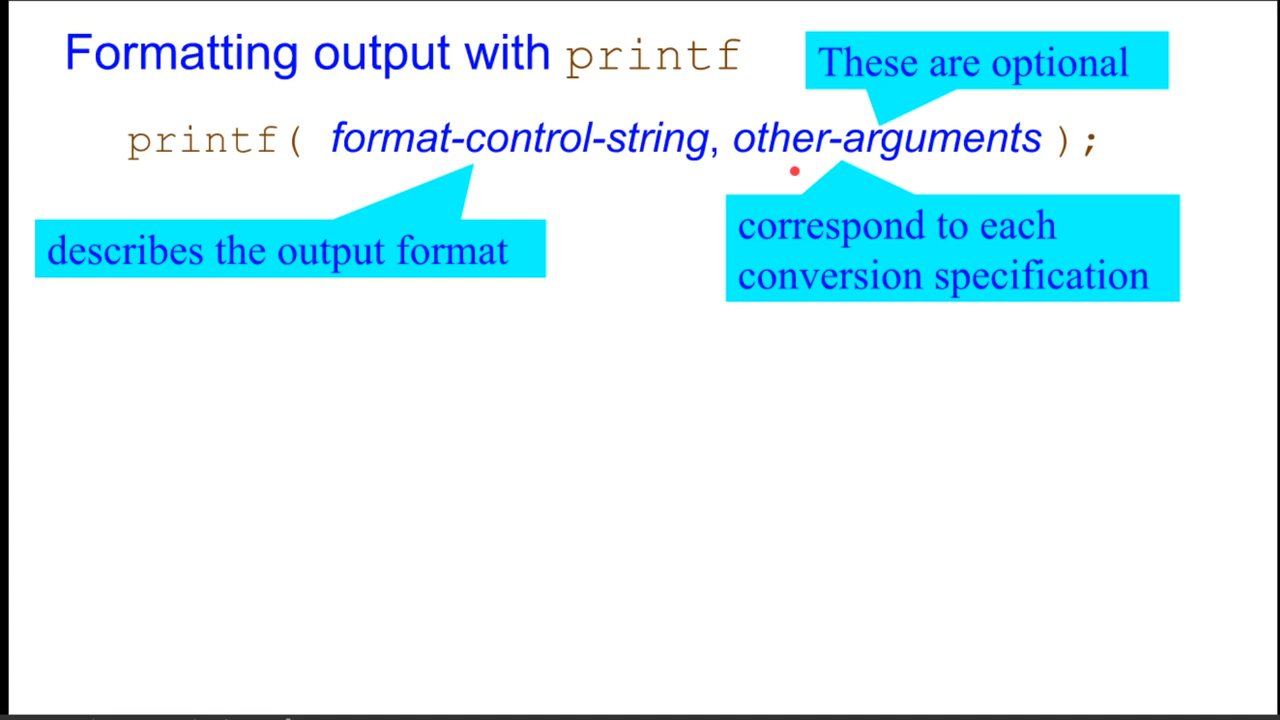 Formatting output with printf
These are optional
printf( format-control-string, other-arguments );
describes the output format
correspond to each
conversion specification